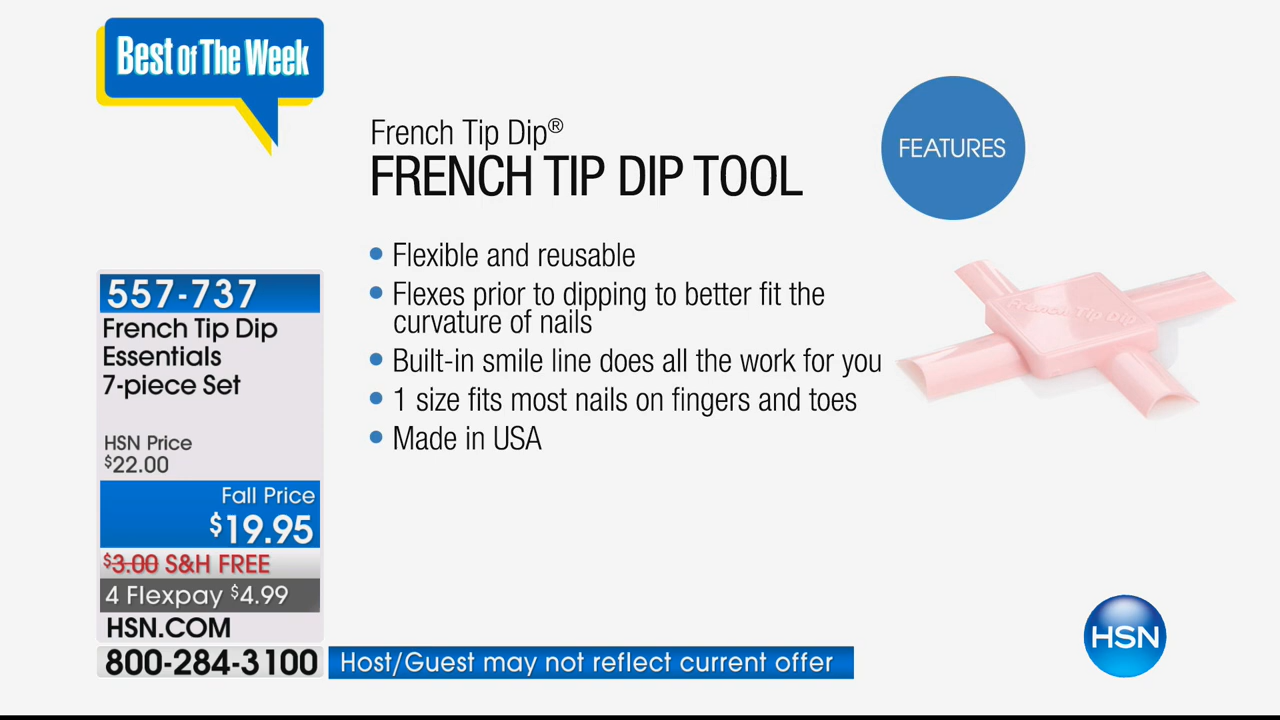 Best of The Week
French Tip Dip®
FRENCH TIP DIP TOOL
FEATURES
• Flexible and reusable
• Flexes prior to dipping to better fit the
curvature of nails
• Built-in smile line does all the work for you
• 1 size fits most nails on fingers and toes
• Made in USA
French Tip Dip
557-737
French Tip Dip
Essentials
7-piece Set
HSN Price
$22.00
Fall Price
$19.95
$3.00 S&H FREE
4 Flexpay $4.99
HSN.COM
800-284-3100
Host/Guest may not reflect current offer
HSN